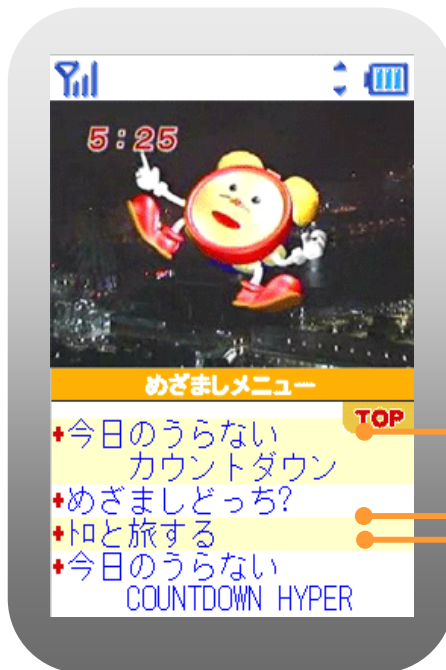 5:25
めざましメニュー
TOP
今日のうらない
カウントダウン
めざましどっち?
トロと旅する
今日のうらない
COUNTDOWN HYPER